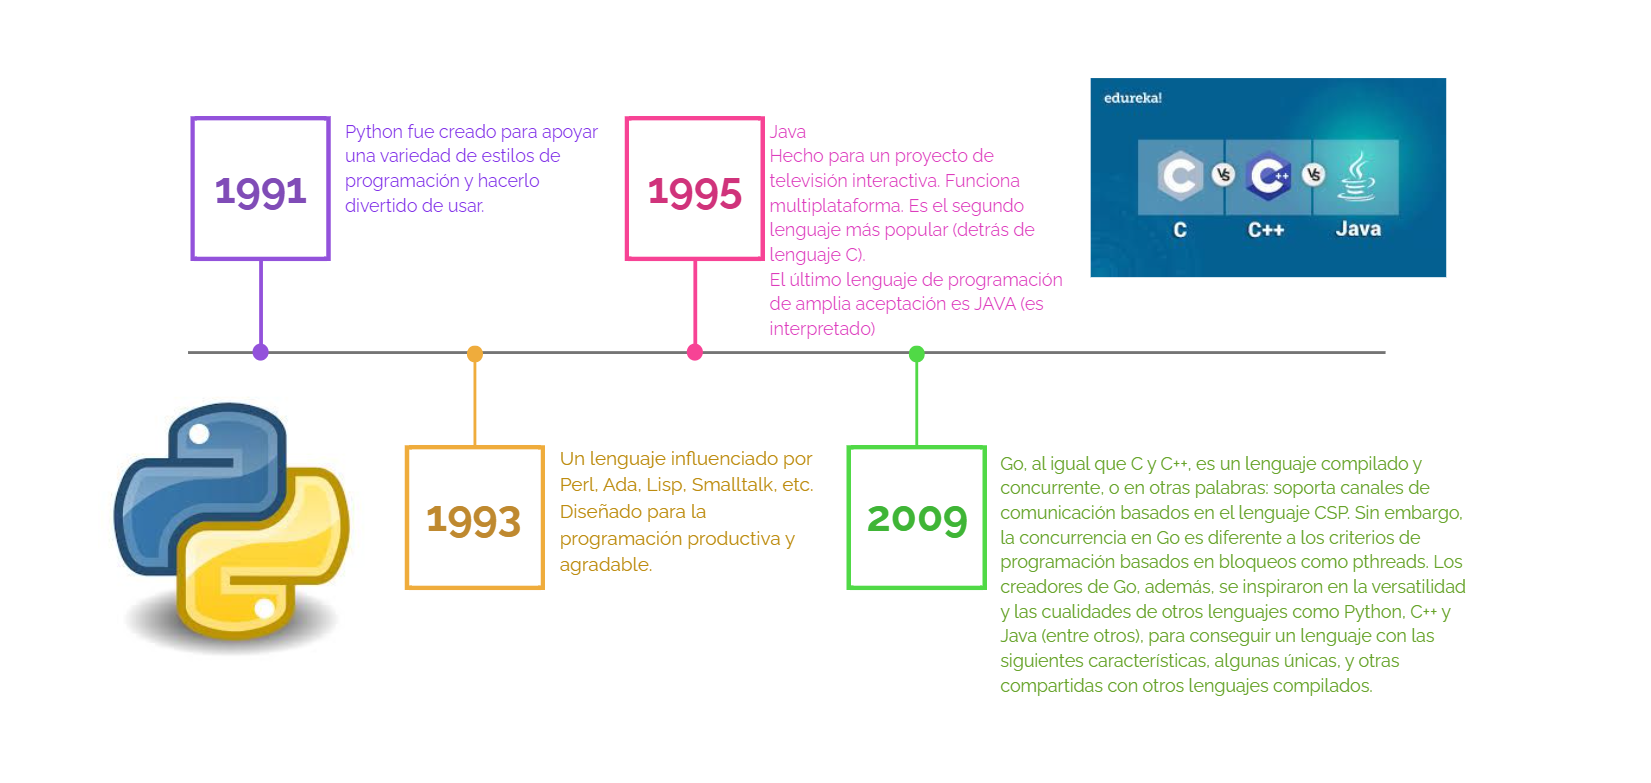 1991
Python fue creado para apoyar
una variedad de estilos de
programación y hacerlo
divertido de usar.
1995
Java
Hecho para un proyecto de
televisión interactiva. Funciona
multiplataforma. Es el segundo
lenguaje más popular (detrás de
lenguaje C).
El último lenguaje de programación
de amplia aceptación es JAVA (es
interpretado)
edureka!
C VS C++ VS
C C++ Java
1993
Un lenguaje influenciado por
Perl, Ada, Lisp, Smalltalk, etc.
Diseñado para la
programación productiva y
agradable.
2009
Go, al igual que C y C++, es un lenguaje compilado y
concurrente, o en otras palabras: soporta canales de
comunicación basados en el lenguaje CSP. Sin embargo,
la concurrencia en Go es diferente a los criterios de
programación basados en bloqueos como pthreads. Los
creadores de Go, además, se inspiraron en la versatilidad
y las cualidades de otros lenguajes como Python, C++ y
Java (entre otros), para conseguir un lenguaje con las
siguientes características, algunas únicas, y otras
compartidas con otros lenguajes compilados.